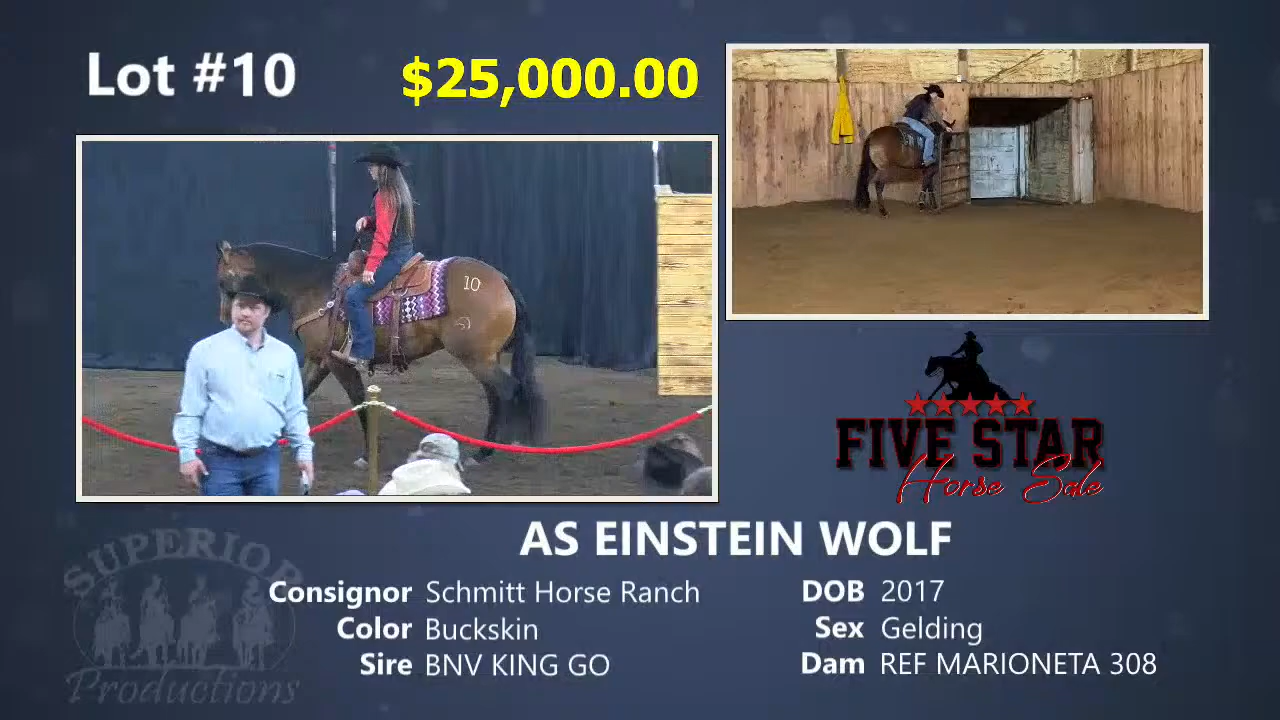 Lot #10
$25,000.00
10
FIVE STAR
Horse Sale
AS EINSTEIN WOLF
Consignor Schmitt Horse Ranch
Color Buckskin
Sire BNV KING GO
DOB 2017
Sex Gelding
Dam REF MARIONETA 308
SUPERIOR
Productions